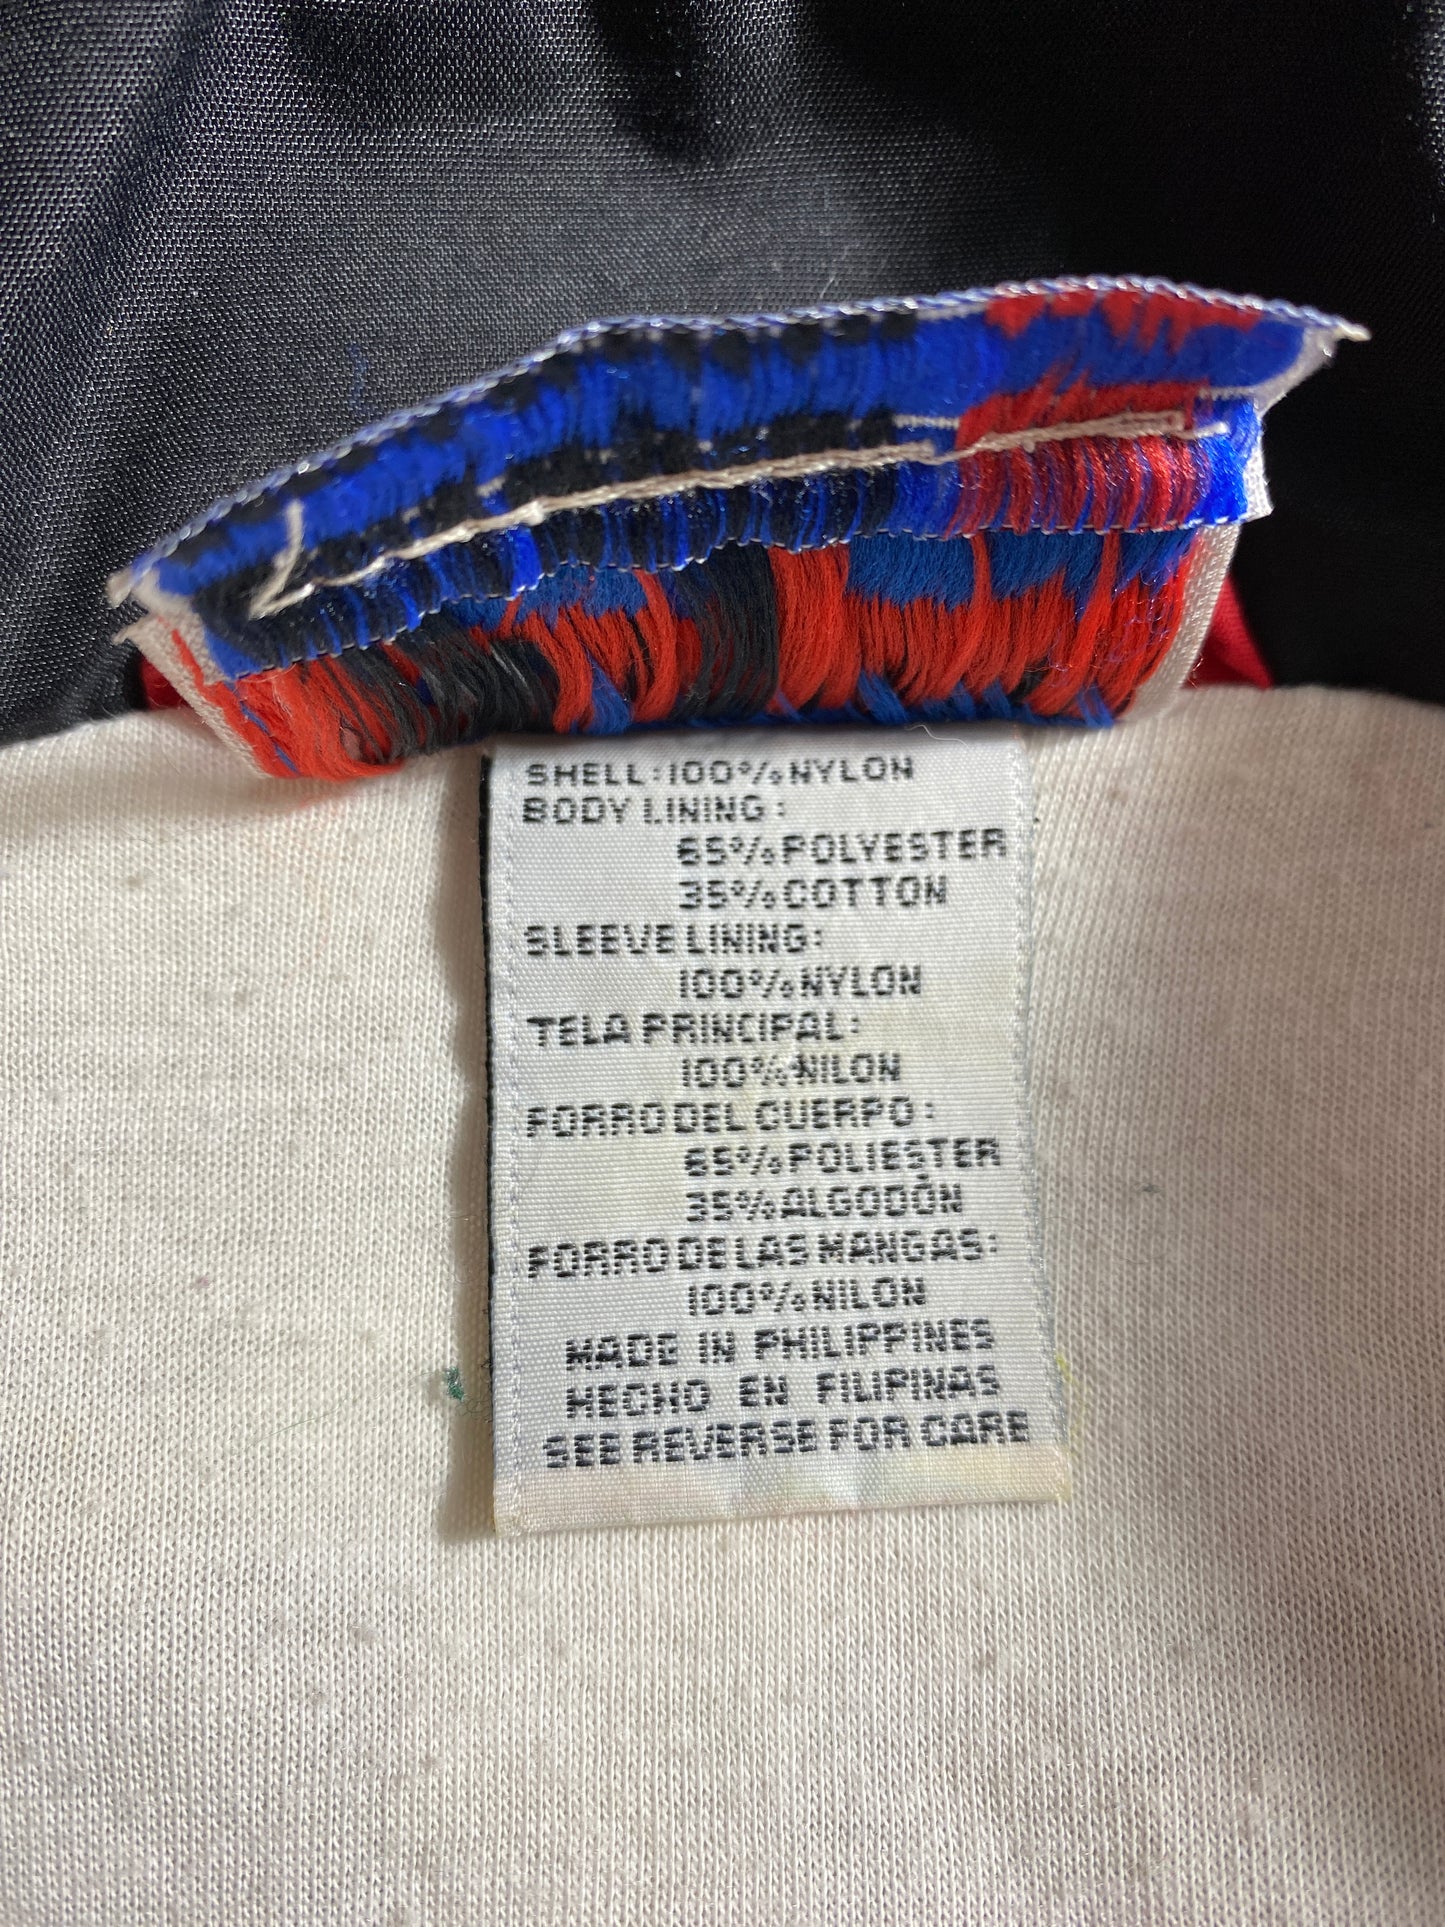 SHELL:100% NYLON
BODY LINING:
65% POLYESTER
35% COTTON
SLEEVE LINING:
100% NYLON
TELA PRINCIPAL:
100% NILON
FORRO DEL CUERPO:
65% POLIESTER
35% ALGODÓN
FORRO DE LAS MANGAS:
100% NILON
MADE IN PHILIPPINES
HECHO EN FILIPINAS
SEE REVERSE FOR CARE